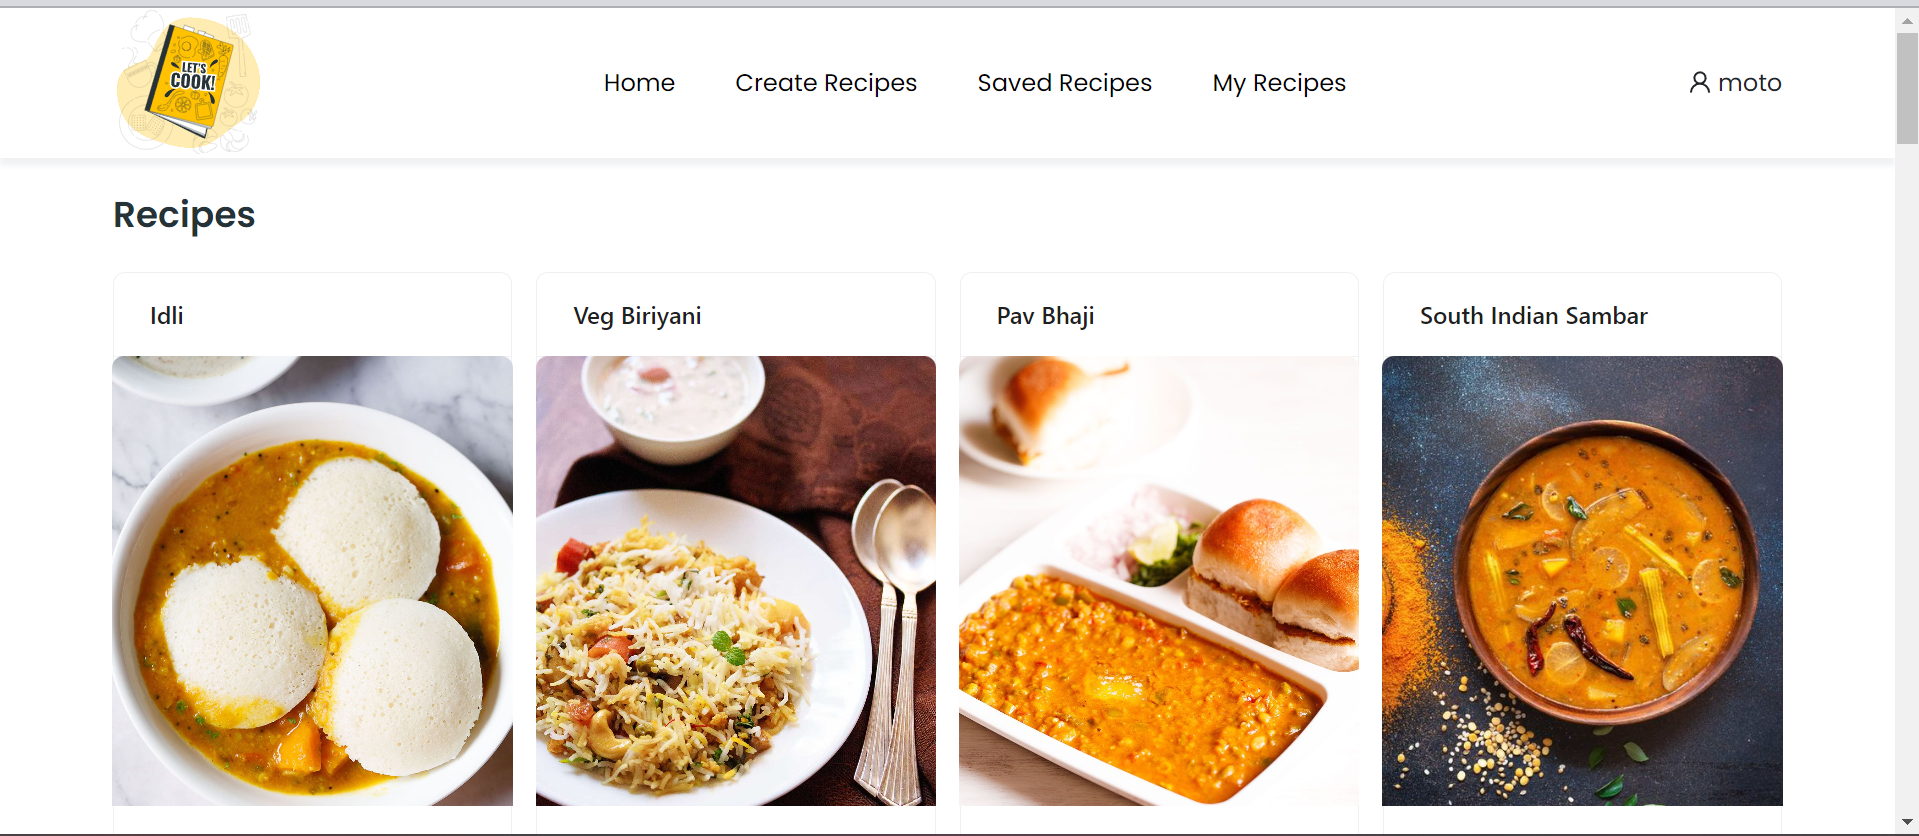 LET'S
COOK!
Home
Create Recipes
Saved Recipes
My Recipes
moto
Recipes
Idli
Veg Biriyani
Pav Bhaji
South Indian Sambar